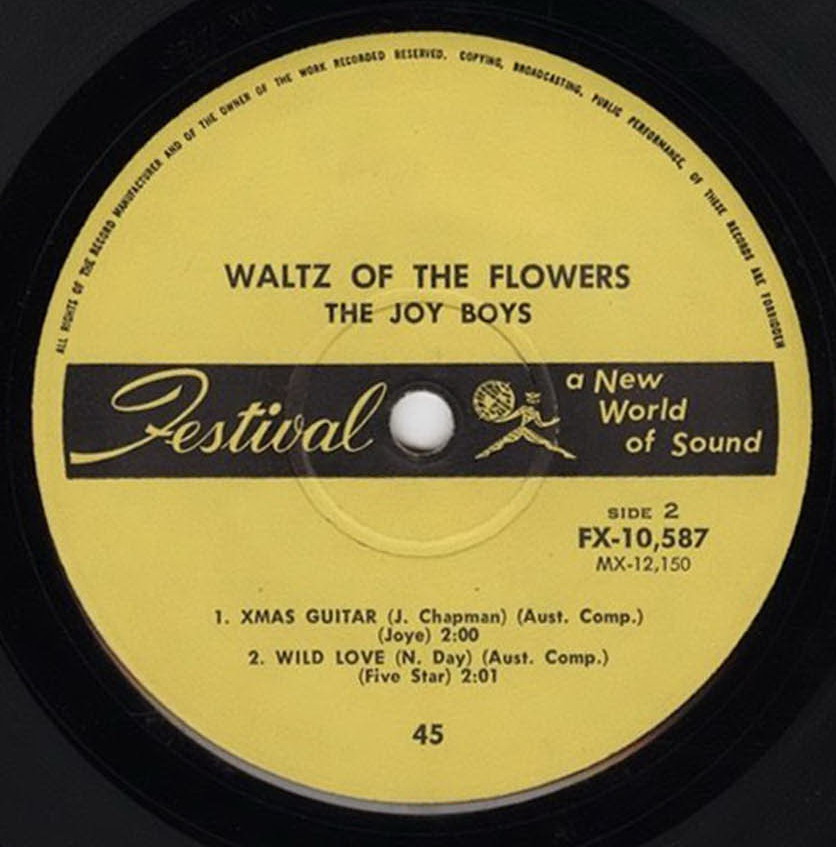 ALL RIGHTS OF THE RECORD MANUFACTURER AND OF THE OWNER OF THE WORK RECORDED RESERVED. COPYING, BROADCASTING, PUBLIC PERFORMANCE, OF THESE RECORDS ARE FORBIDDEN
WALTZ OF THE FLOWERS
THE JOY BOYS
Festival
a New
World
of Sound
SIDE 2
FX-10,587
MX-12,150
1. XMAS GUITAR (J. Chapman) (Aust. Comp.)
(Joye) 2:00
2. WILD LOVE (N. Day) (Aust. Comp.)
(Five Star) 2:01
45